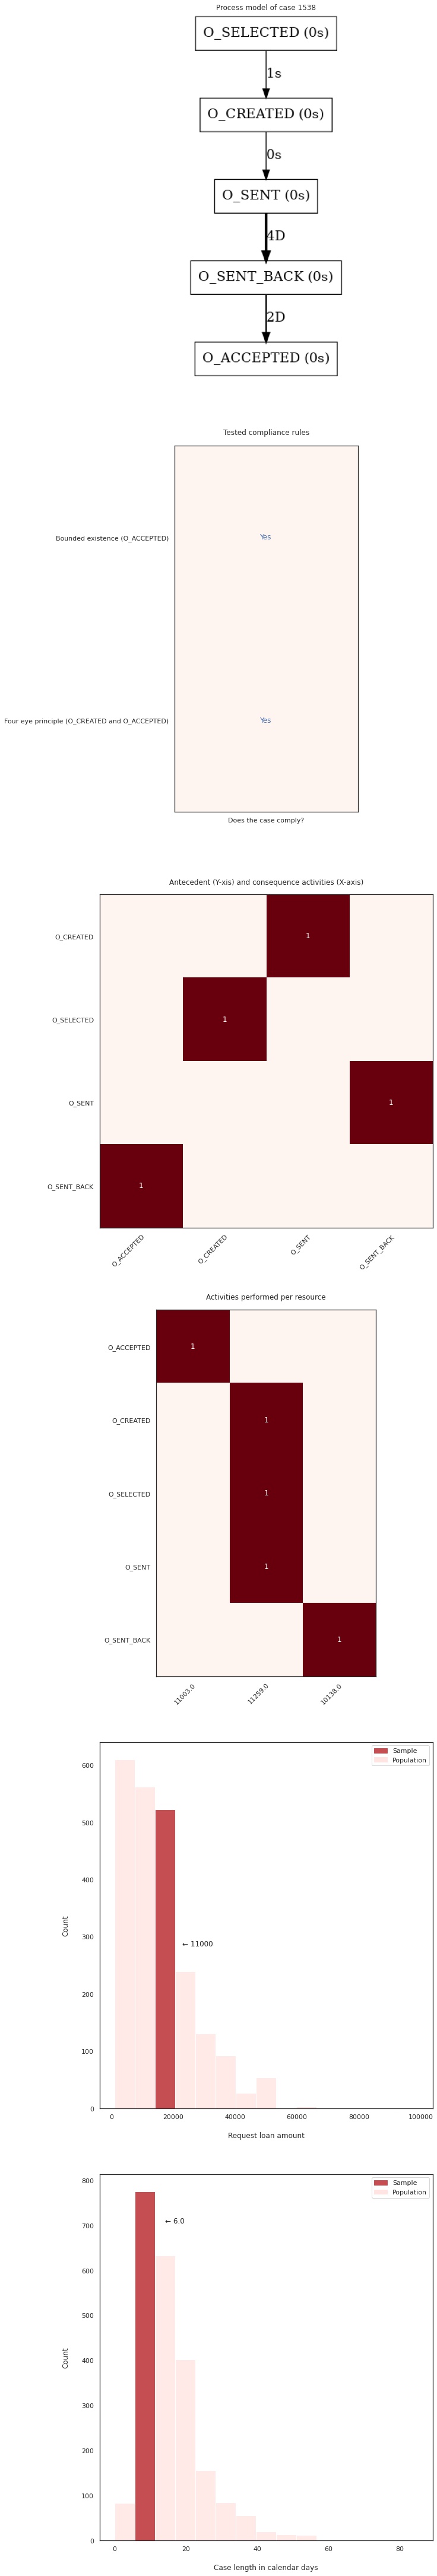 Process model of case 1538
O_SELECTED (0s)
1s
O_CREATED (0s)
0s
O_SENT (0s)
4D
O_SENT_BACK (0s)
2D
O_ACCEPTED (0s)
Tested compliance rules
Bounded existence (O_ACCEPTED)
Yes
Four eye principle (O_CREATED and O_ACCEPTED)
Yes
Does the case comply?
Antecedent (Y-xis) and consequence activities (X-axis)
O_CREATED
1
O_SELECTED
1
O_SENT
1
O_SENT_BACK
1
O_ACCEPTED
O_CREATED
O_SENT
O_SENT_BACK
Activities performed per resource
O_ACCEPTED
1
O_CREATED
1
O_SELECTED
1
O_SENT
1
O_SENT_BACK
1
11003.0
11259.0
10138.0
Sample
Population
600
500
400
300
200
100
0
Count
← 11000
0
20000
40000
60000
80000
100000
Request loan amount
Sample
Population
800
700
600
500
400
300
200
100
0
Count
← 6.0
0
20
40
60
80
Case length in calendar days